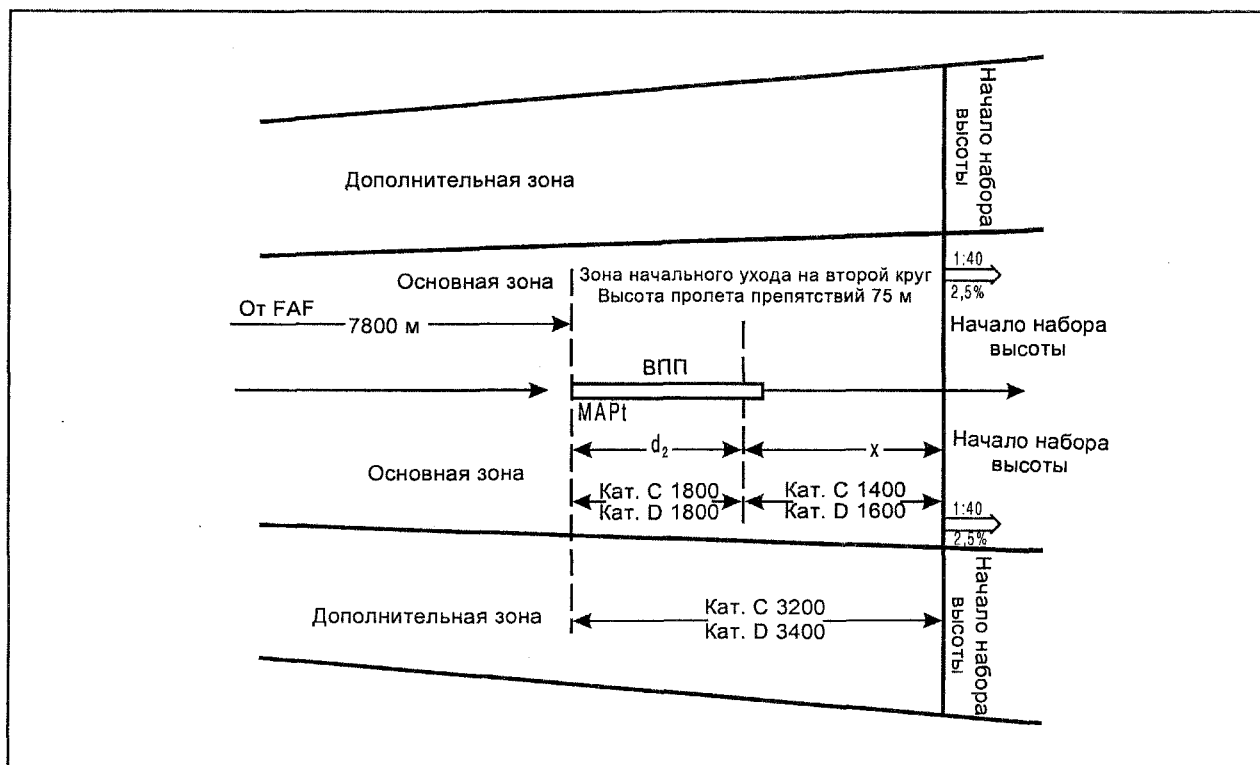 Начало набора
высоты
Дополнительная зона
1:40
2,5%
Основная зона
Зона начального ухода на второй круг
Высота пролета препятствий 75 м
От FAF
7800 м
Начало набора
высоты
ВПП
MAPt
d₂
x
Начало набора
высоты
Основная зона
Кат. С 1800
Кат. D 1800
Кат. С 1400
Кат. D 1600
1:40
2,5%
Дополнительная зона
Кат. С 3200
Кат. D 3400
Начало набора
высоты